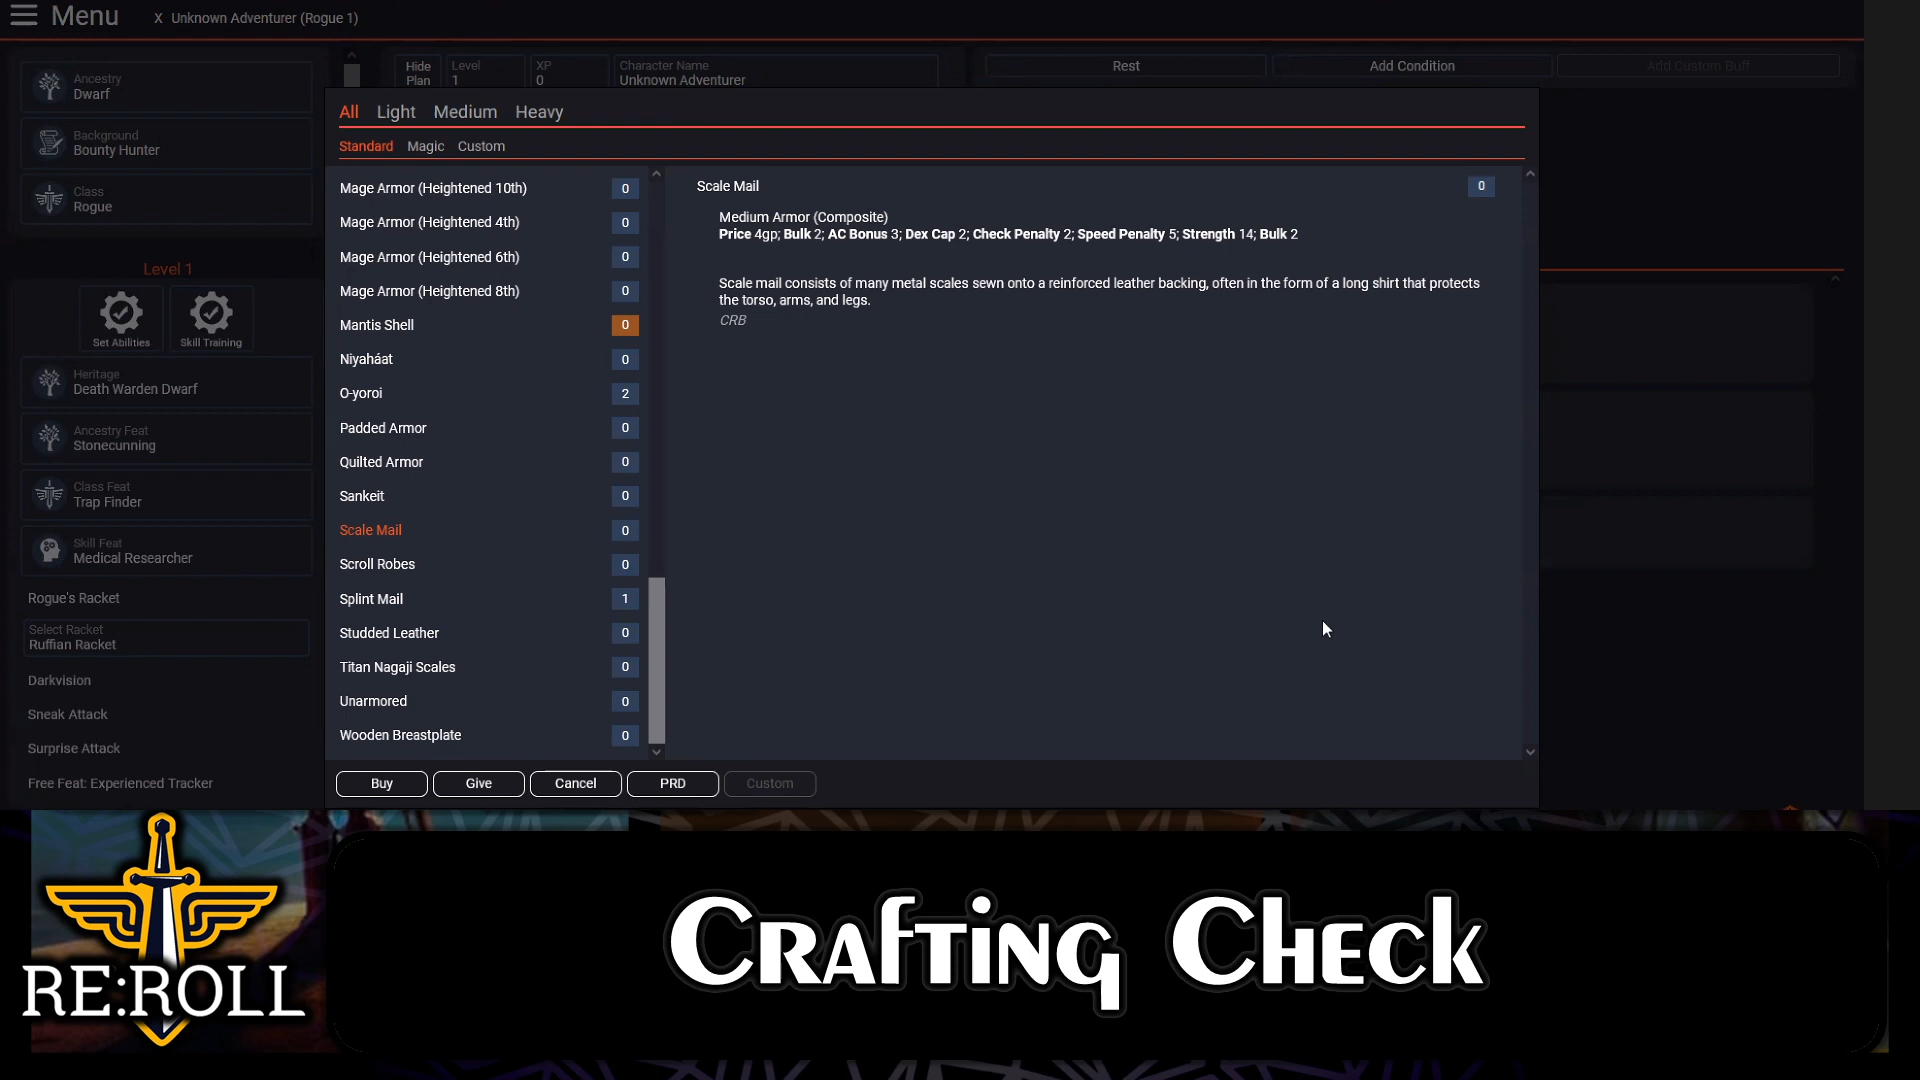 Menu
X Unknown Adventurer (Rogue 1)
Ancestry
Dwarf
Background
Bounty Hunter
Class
Rogue
Level 1
Set Abilities
Skill Training
Heritage
Death Warden Dwarf
Ancestry Feat
Stonecunning
Class Feat
Trap Finder
Skill Feat
Medical Researcher
Rogue's Racket
Select Racket
Ruffian Racket
Darkvision
Sneak Attack
Surprise Attack
Free Feat: Experienced Tracker
Hide Plan
Level
1
XP
0
Character Name
Unknown Adventurer
Rest
Add Condition
Add Custom Buff
All Light Medium Heavy
Standard Magic Custom
Mage Armor (Heightened 10th) 0
Mage Armor (Heightened 4th) 0
Mage Armor (Heightened 6th) 0
Mage Armor (Heightened 8th) 0
Mantis Shell 0
Niyaháat 0
O-yoroi 2
Padded Armor 0
Quilted Armor 0
Sankeit 0
Scale Mail 0
Scroll Robes 0
Splint Mail 1
Studded Leather 0
Titan Nagaji Scales 0
Unarmored 0
Wooden Breastplate 0
Scale Mail 0
Medium Armor (Composite)
Price 4gp; Bulk 2; AC Bonus 3; Dex Cap 2; Check Penalty 2; Speed Penalty 5; Strength 14; Bulk 2
Scale mail consists of many metal scales sewn onto a reinforced leather backing, often in the form of a long shirt that protects
the torso, arms, and legs.
CRB
Buy Give Cancel PRD Custom
RE:ROLL
Crafting Check